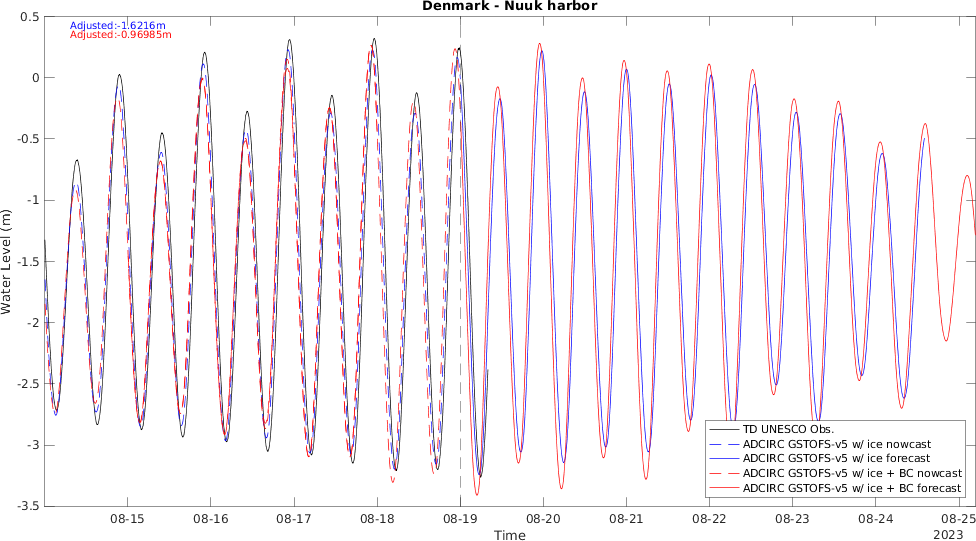 Denmark - Nuuk harbor
Adjusted:-1.6216m
Adjusted:-0.96985m
0.5
0
-0.5
-1
-1.5
-2
-2.5
-3
-3.5
Water Level (m)
TD UNESCO Obs.
ADCIRC GSTOFS-v5 w/ ice nowcast
ADCIRC GSTOFS-v5 w/ ice forecast
ADCIRC GSTOFS-v5 w/ ice + BC nowcast
ADCIRC GSTOFS-v5 w/ ice + BC forecast
08-15 08-16 08-17 08-18 08-19 08-20 08-21 08-22 08-23 08-24 08-25
Time 2023